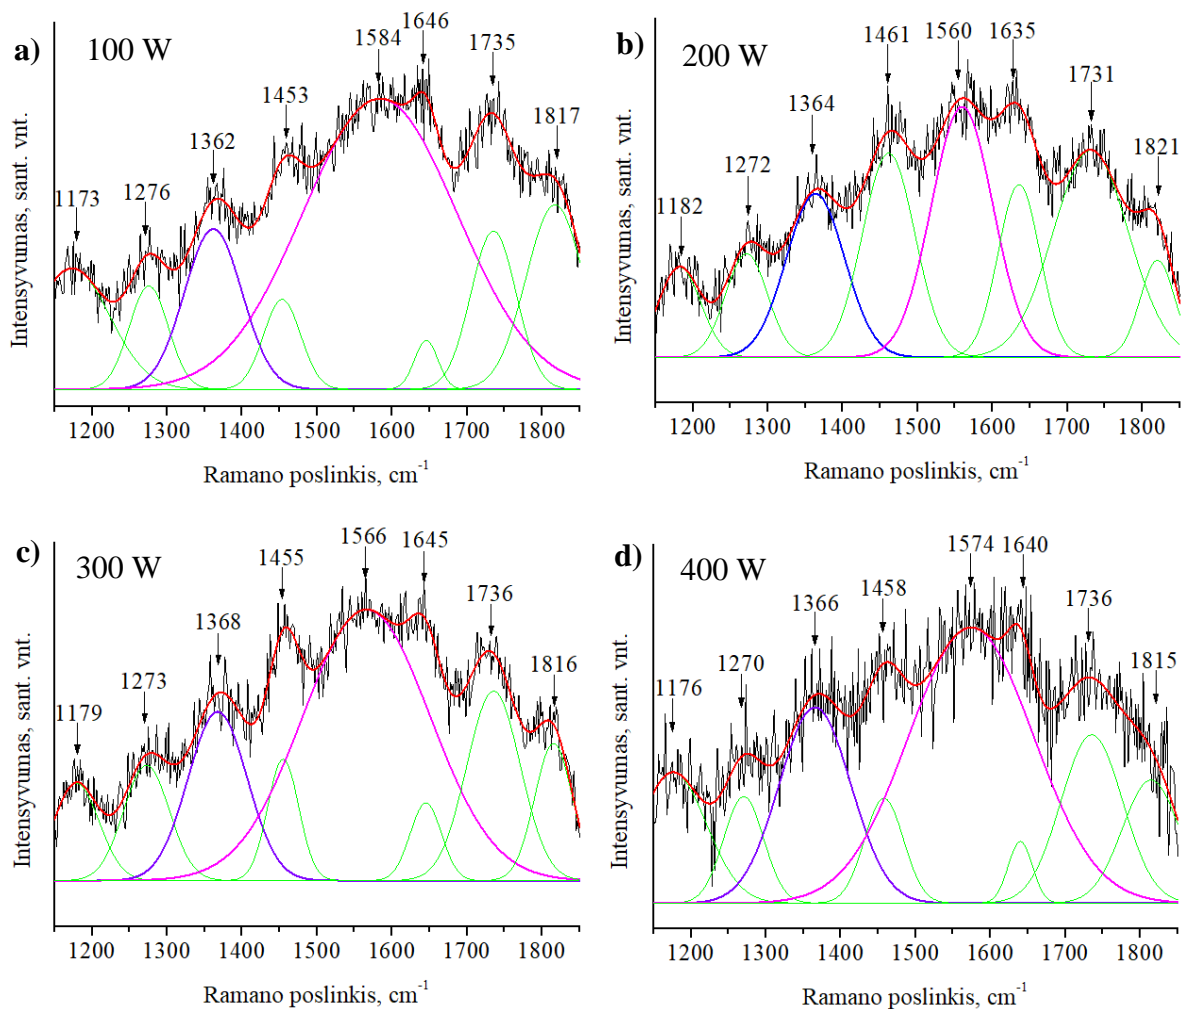 a) 100 W
1173
1276
1362
1453
1584
1646
1735
1817
Intensyvumas, sant. vnt.
1200 1300 1400 1500 1600 1700 1800
Ramano poslinkis, cm⁻¹
b) 200 W
1182
1272
1364
1461
1560
1635
1731
1821
Intensyvumas, sant. vnt.
1200 1300 1400 1500 1600 1700 1800
Ramano poslinkis, cm⁻¹
c) 300 W
1179
1273
1368
1455
1566
1645
1736
1816
Intensyvumas, sant. vnt.
1200 1300 1400 1500 1600 1700 1800
Ramano poslinkis, cm⁻¹
d) 400 W
1176
1270
1366
1458
1574
1640
1736
1815
Intensyvumas, sant. vnt.
1200 1300 1400 1500 1600 1700 1800
Ramano poslinkis, cm⁻¹